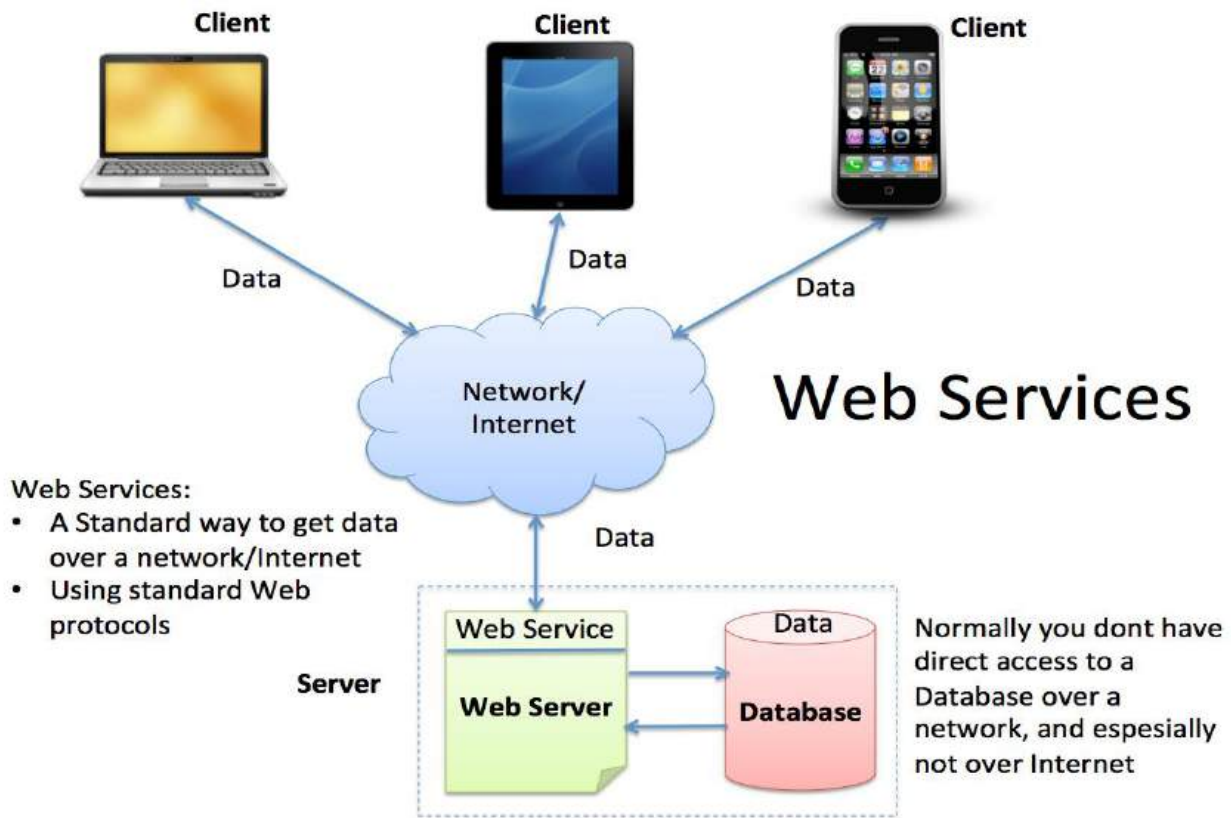 Client
Client
Client
Data
Data
Data
Network/
Internet
Web Services
Web Services:
• A Standard way to get data
over a network/Internet
• Using standard Web
protocols
Data
Server
Web Service
Web Server
Data
Database
Normally you dont have
direct access to a
Database over a
network, and espesially
not over Internet